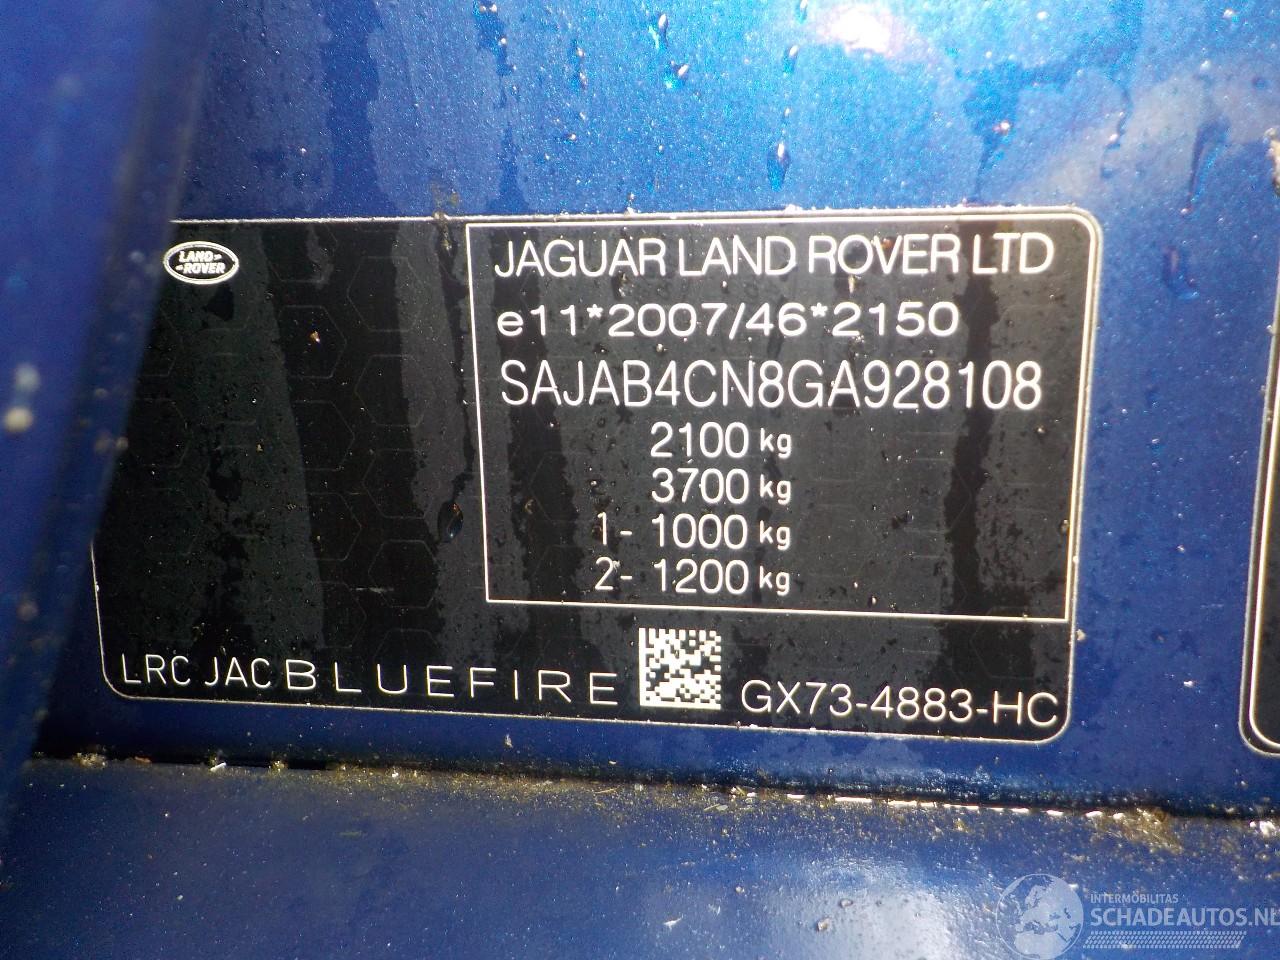 LAND-
-ROVER
JAGUAR LAND ROVER LTD
e11*2007/46*2150
SAJAB4CN8GA928108
2100 kg
3700 kg
1- 1000 kg
2- 1200 kg
LRC JAC BLUEFIRE
GX73-4883-HC
INTERMOBILITAS
SCHADEAUTOS.NL